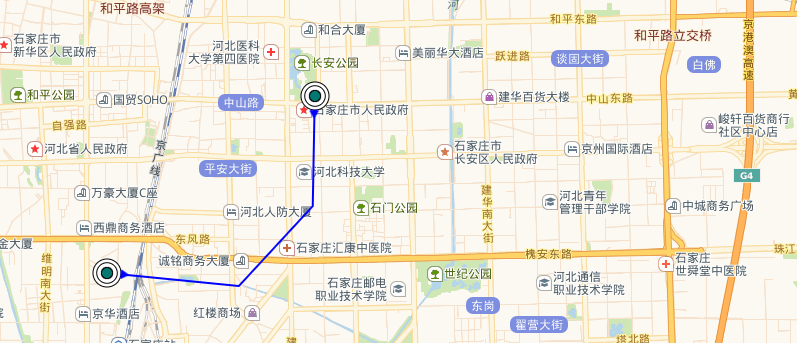 和平路高架
和平东路
河
和合大厦
和平路立交桥
石家庄市
新华区人民政府
河北医科
大学第四医院
长安公园
美丽华大酒店
跃进路
谈固大街
白佛
京港澳高速
和平公园
国贸SOHO
中山路
石家庄市人民政府
建华百货大楼
中山东路
黄
自强路
峻轩百货商行
社区中心店
河北省人民政府
京广线
平安大街
河北科技大学
石家庄市
长安区人民政府
京州国际酒店
G4
万豪大厦C座
河北人防大厦
石门公园
建华南大街
河北青年
管理干部学院
中城商务广场
西鼎商务酒店
金大厦
东风路
石家庄汇康中医院
槐安东路
珠江
维明南大街
诚铭商务大厦
石家庄邮电
职业技术学院
世纪公园
河北通信
职业技术学院
石家庄
世舜堂中医院
京华酒店
红楼商场
东岗
翟营大街
石家庄站
建
塔北路